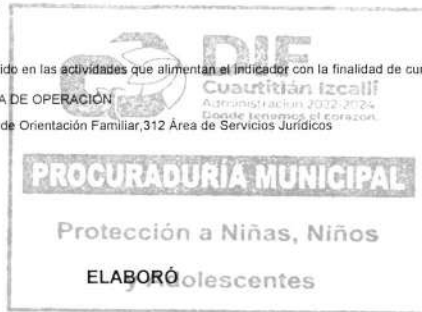 DIF
ido en las actividades que alimentan el indicador con la finalidad de cu
Cuautitlán Izcalli
A DE OPERACIÓN
Administración 2022-2024
Donde tenemos el corazón.
de Orientación Familiar,312 Área de Servicios Jurídicos
PROCURADURÍA MUNICIPAL
Protección a Niñas, Niños
ELABORÓ
y Adolescentes